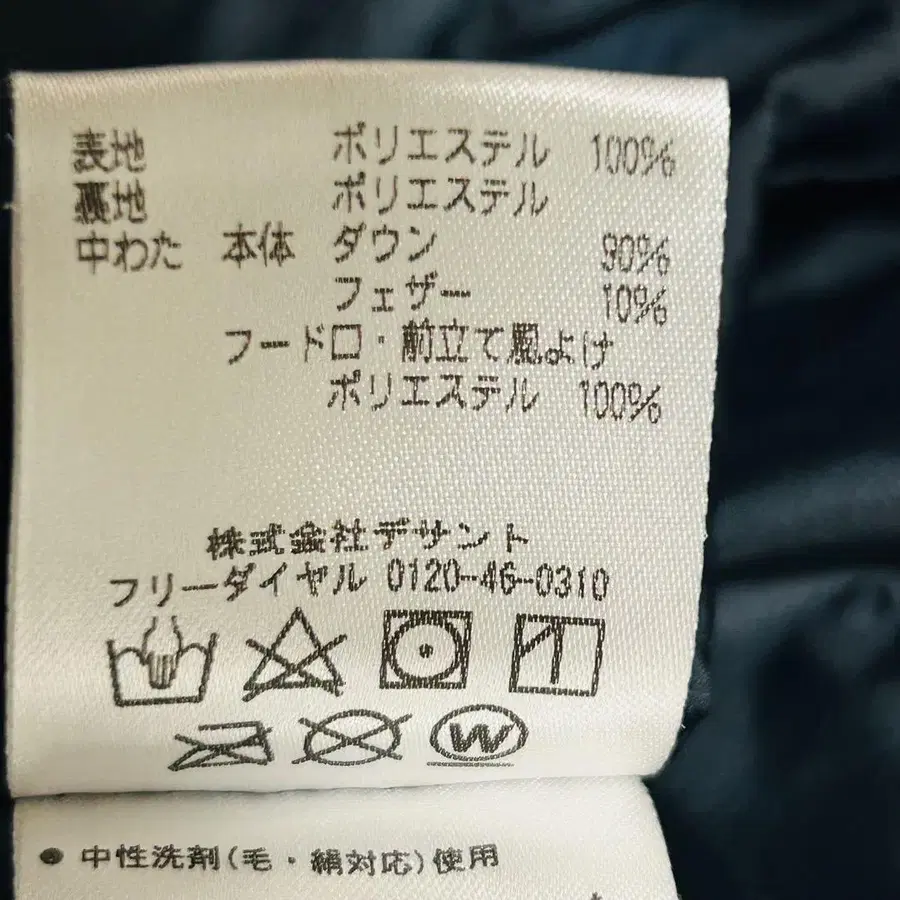 表地 ポリエステル 100%
裏地 ポリエステル
中わた 本体 ダウン 90%
フェザー 10%
フード口・前立て風よけ
ポリエステル 100%
株式会社デサント
フリーダイヤル 0120-46-0310
W
● 中性洗剤(毛・絹対応)使用